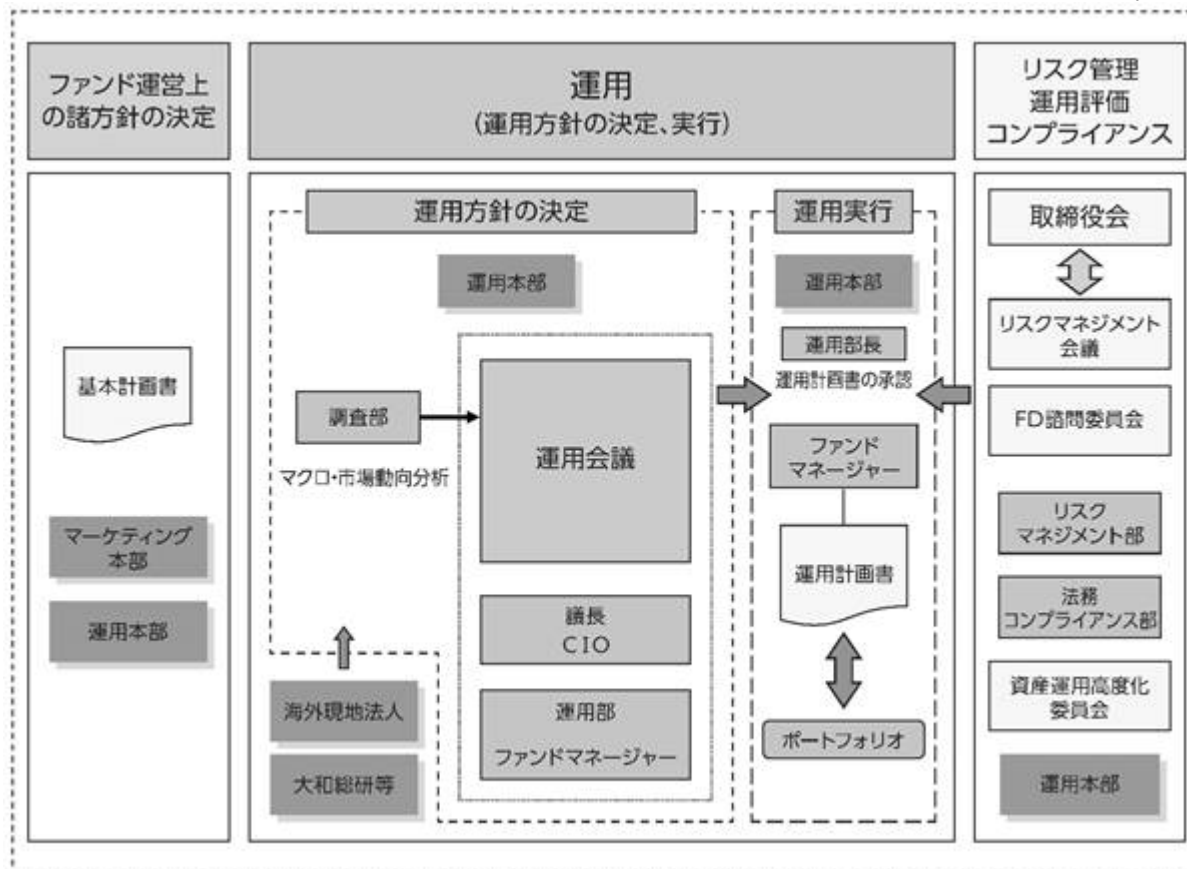 ファンド運営上
の諸方針の決定
運用
(運用方針の決定、実行)
リスク管理
運用評価
コンプライアンス
基本計画書
マーケティング
本部
運用本部
運用方針の決定
運用本部
調査部
マクロ・市場動向分析
運用会議
議長
CIO
運用部
ファンドマネージャー
海外現地法人
大和総研等
運用実行
運用本部
運用部長
運用計画書の承認
ファンド
マネージャー
運用計画書
ポートフォリオ
取締役会
リスクマネジメント
会議
FD諮問委員会
リスク
マネジメント部
法務
コンプライアンス部
資産運用高度化
委員会
運用本部